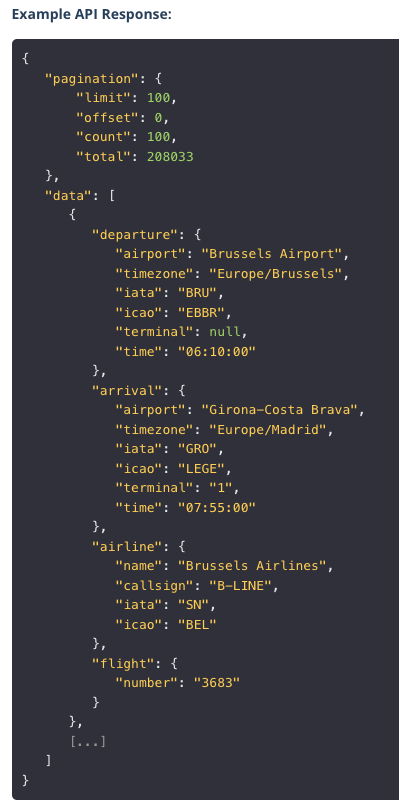 Example API Response:
{
   "pagination": {
       "limit": 100,
       "offset": 0,
       "count": 100,
       "total": 208033
   },
   "data": [
      {
         "departure": {
            "airport": "Brussels Airport",
            "timezone": "Europe/Brussels",
            "iata": "BRU",
            "icao": "EBBR",
            "terminal": null,
            "time": "06:10:00"
         },
         "arrival": {
            "airport": "Girona-Costa Brava",
            "timezone": "Europe/Madrid",
            "iata": "GRO",
            "icao": "LEGE",
            "terminal": "1",
            "time": "07:55:00"
         },
         "airline": {
            "name": "Brussels Airlines",
            "callsign": "B-LINE",
            "iata": "SN",
            "icao": "BEL"
         },
         "flight": {
            "number": "3683"
         }
      },
      [...]
   ]
}